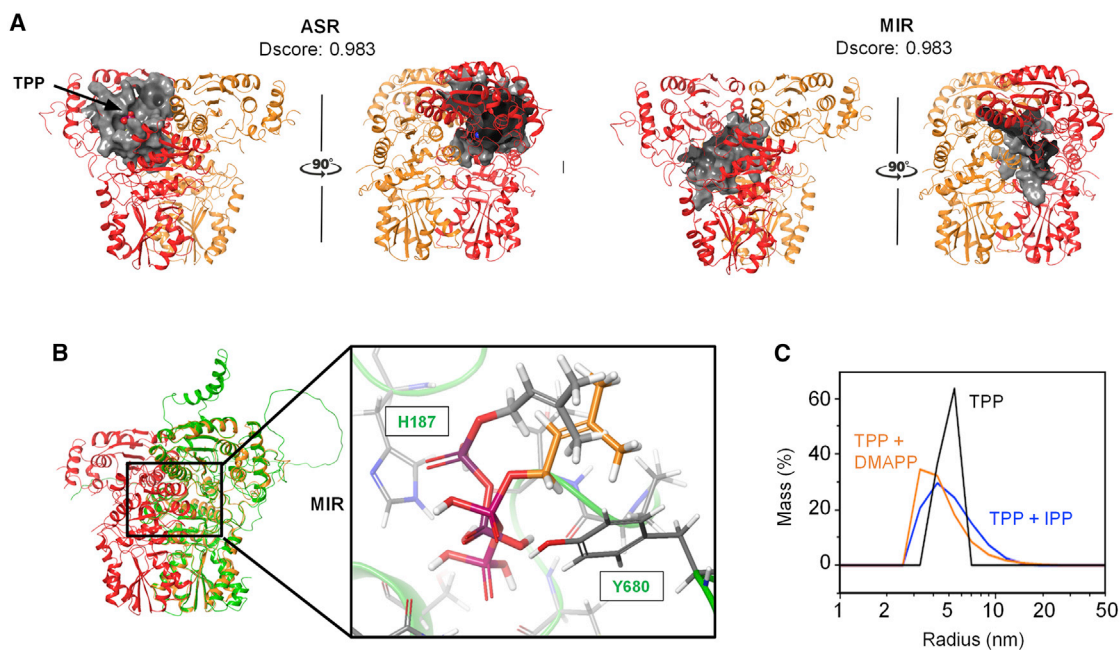 A
ASR
Dscore: 0.983
TPP
90°
MIR
Dscore: 0.983
90°
B
MIR
H187
Y680
C
Mass (%)
60
40
20
0
TPP
TPP +
DMAPP
TPP + IPP
1 2 5 10 20 50
Radius (nm)